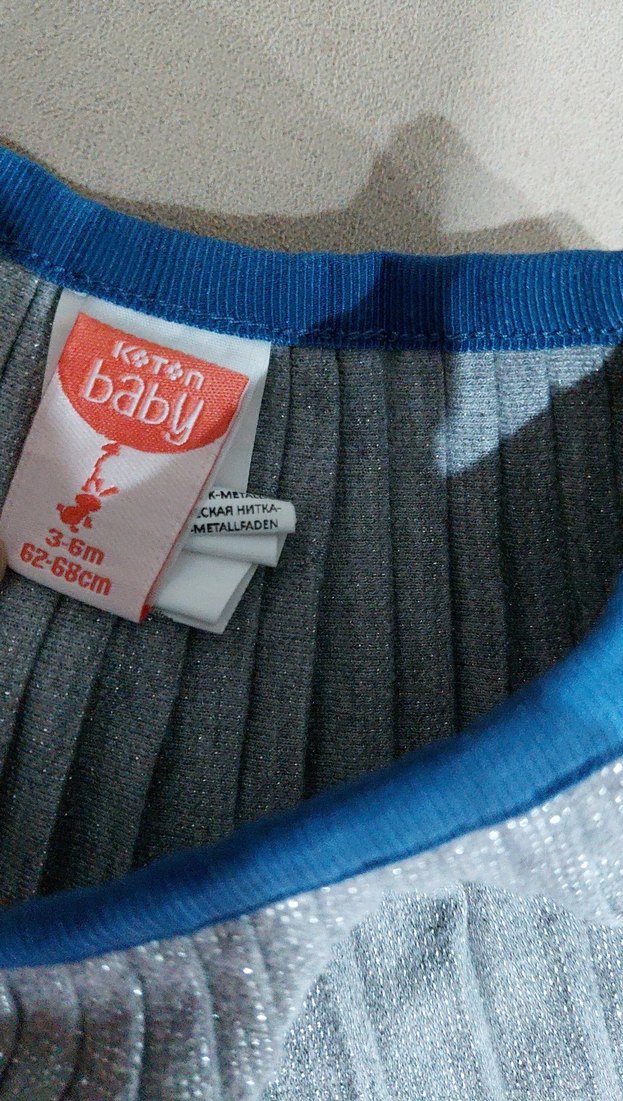 KOTON
baby
3-6m
62-68cm
K-METAL
ЕСКАЯ НИТКА-
-METALLFADEN